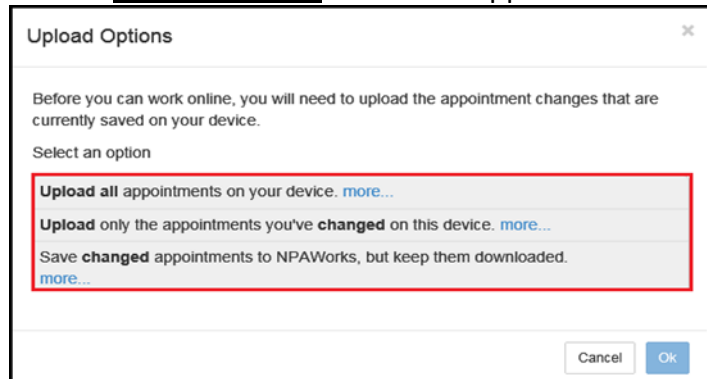 Upload Options
×
Before you can work online, you will need to upload the appointment changes that are
currently saved on your device.
Select an option
Upload all appointments on your device. more...
Upload only the appointments you've changed on this device. more...
Save changed appointments to NPAWorks, but keep them downloaded.
more...
Cancel Ok